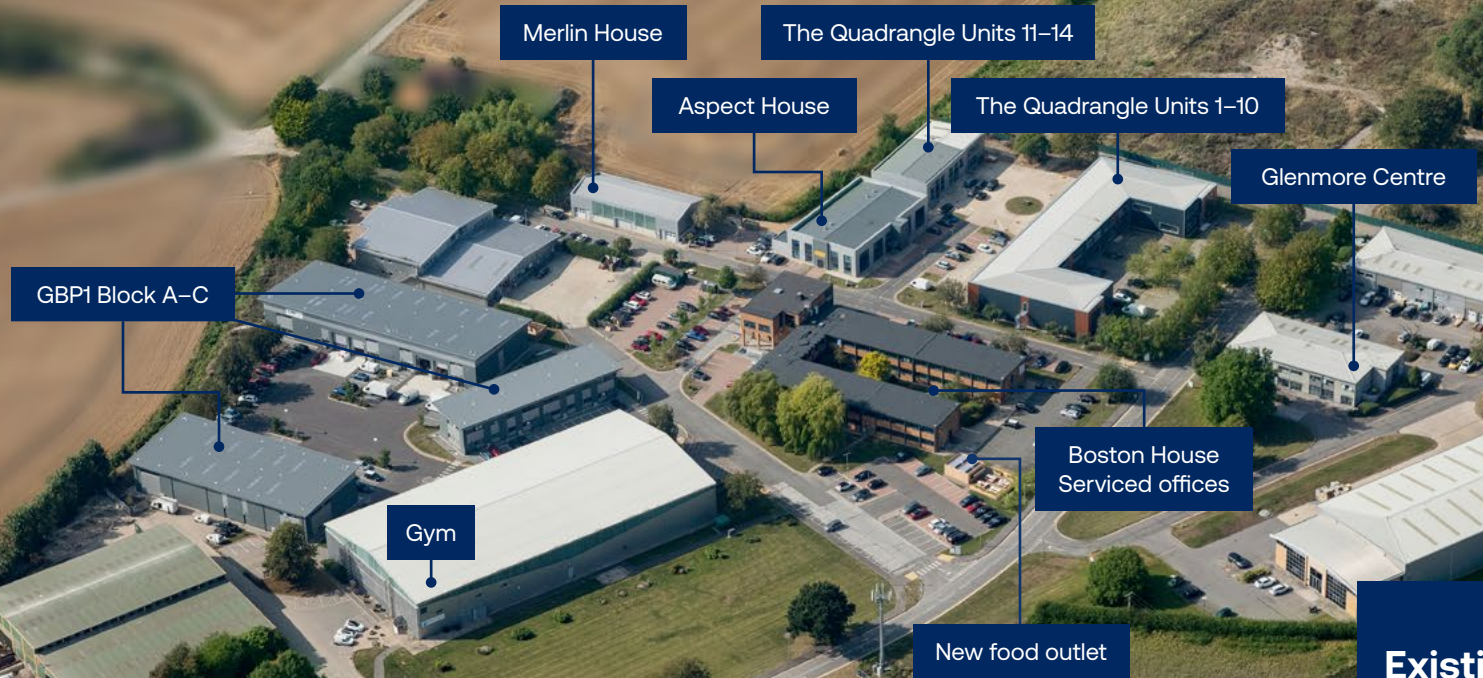 Merlin House
The Quadrangle Units 11–14
Aspect House
The Quadrangle Units 1–10
Glenmore Centre
GBP1 Block A–C
Boston House
Serviced offices
Gym
New food outlet
Existi